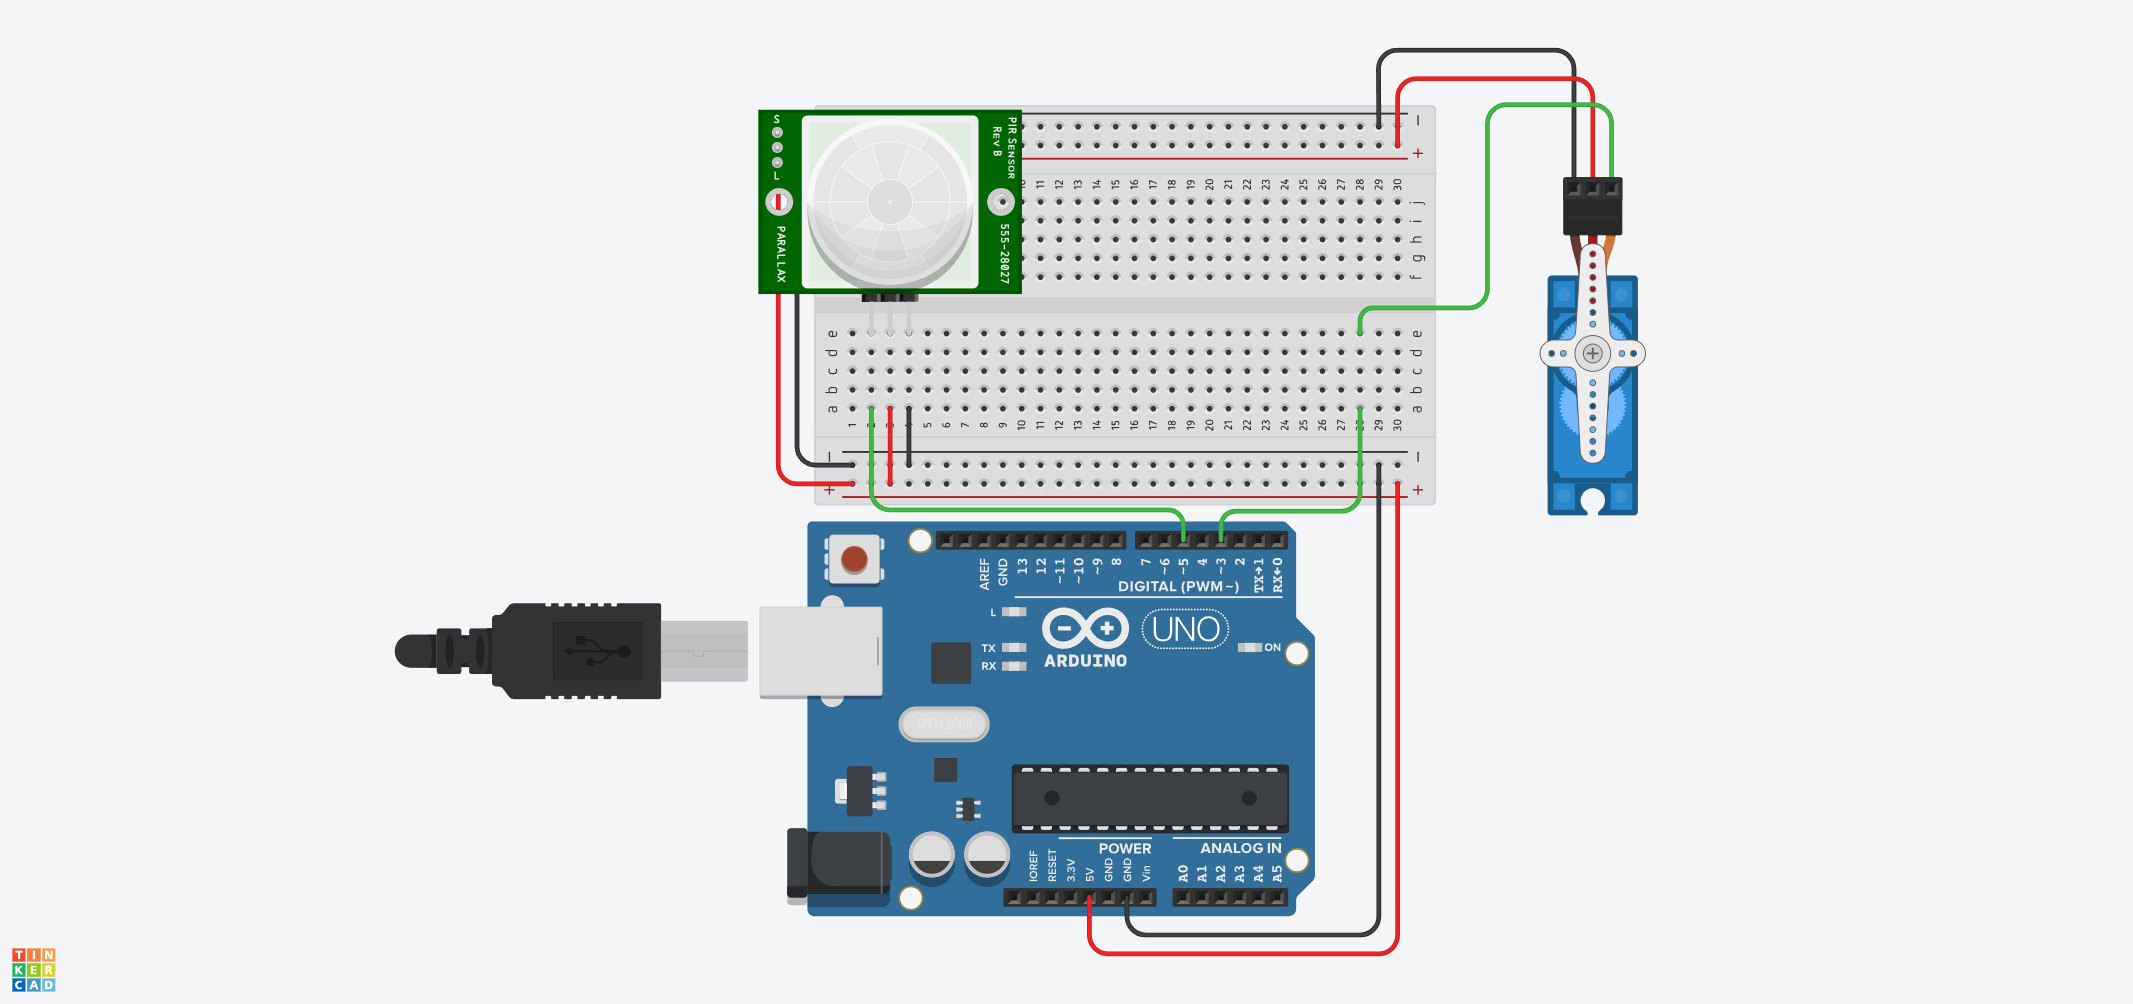 S
L
PARALLAX
PIR SENSOR
REV B
555-28027
−
+
11 12 13 14 15 16 17 18 19 20 21 22 23 24 25 26 27 28 29 30
j
i
h
g
f
e e
d d
c c
b b
a a
1 5 6 7 8 9 10 11 12 13 14 15 16 17 18 19 20 21 22 23 24 25 26 27 29 30
− −
+ +
AREF GND 13 12 ~11 ~10 ~9 8 7 ~6 ~5 4 ~3 2 TX→1 RX←0
DIGITAL (PWM~)
L
TX
RX
ARDUINO
UNO
ON
SPK16.000G
POWER
ANALOG IN
IOREF RESET 3.3V 5V GND GND Vin A0 A1 A2 A3 A4 A5
TIN
KER
CAD